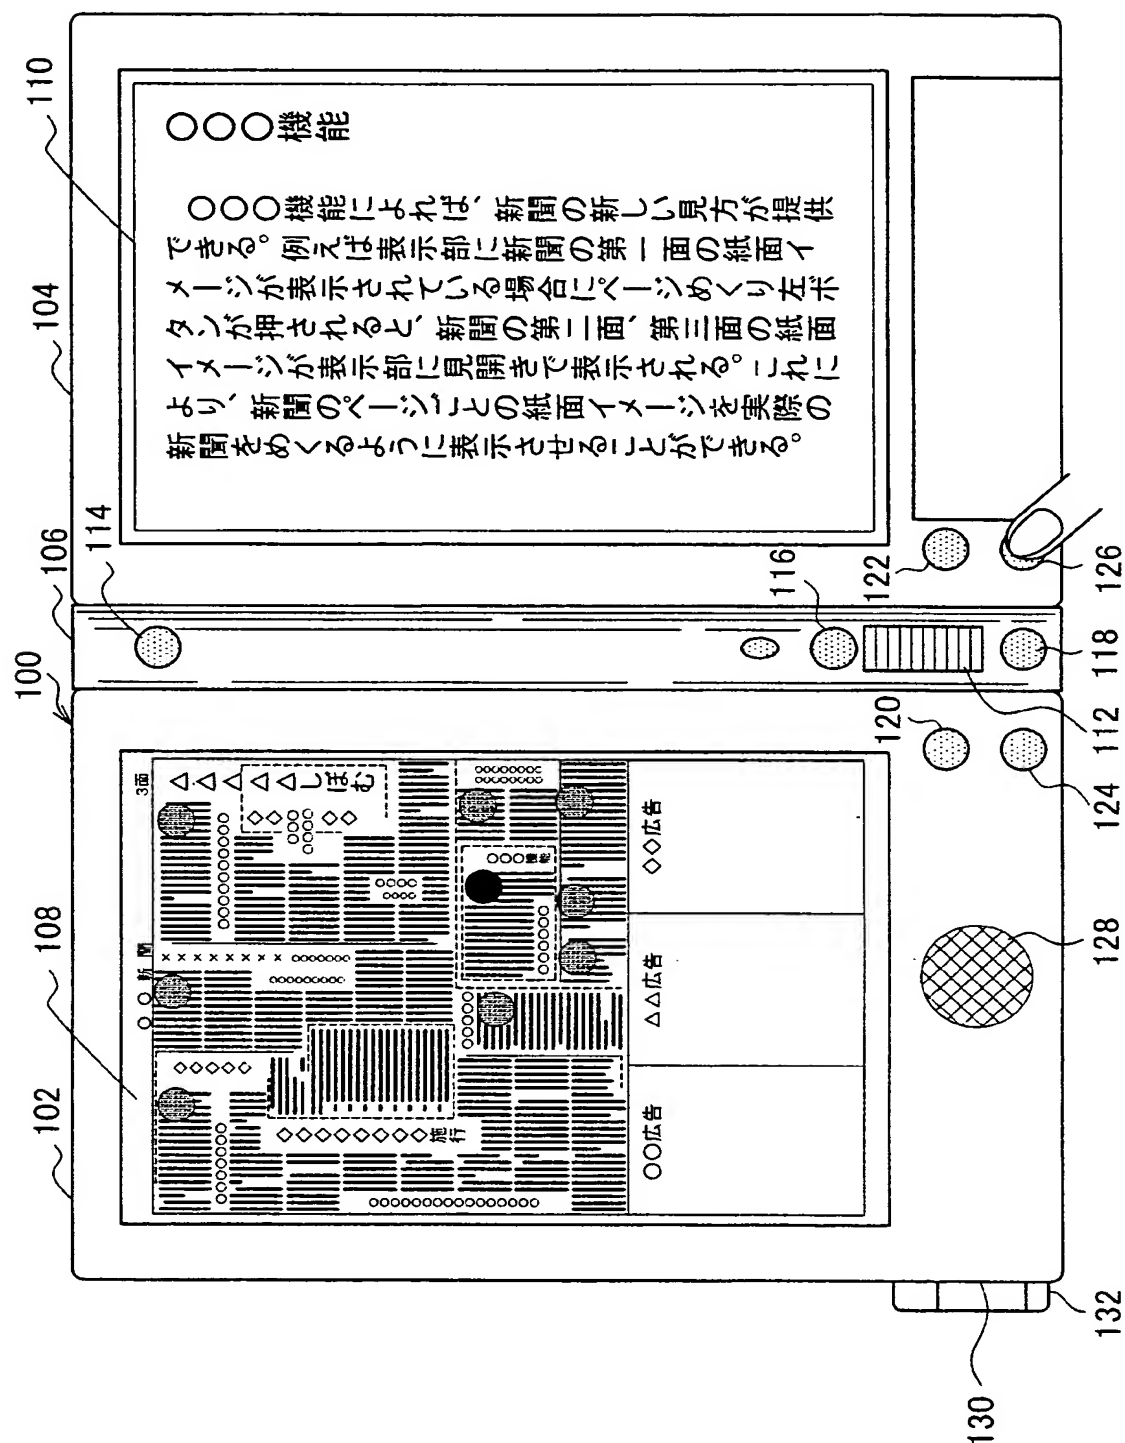 100
102
108
○○新聞
3面
△△△△△しぼむ
◇◇◇◇◇
◇◇◇◇◇◇◇◇施行
○○○機能
○○広告
△△広告
◇◇広告
106
114
104
110
○○○機能
○○○機能によれば、新聞の新しい見方が提供
できる。例えば表示部に新聞の第一面の紙面イ
メージが表示されている場合にページめくり左ボ
タンが押されると、新聞の第二面、第三面の紙面
イメージが表示部に見開きで表示される。これに
より、新聞のページごとの紙面イメージを実際の
新聞をめくるように表示させることができる。
116
120
122
130
132
128
124
112
118
126